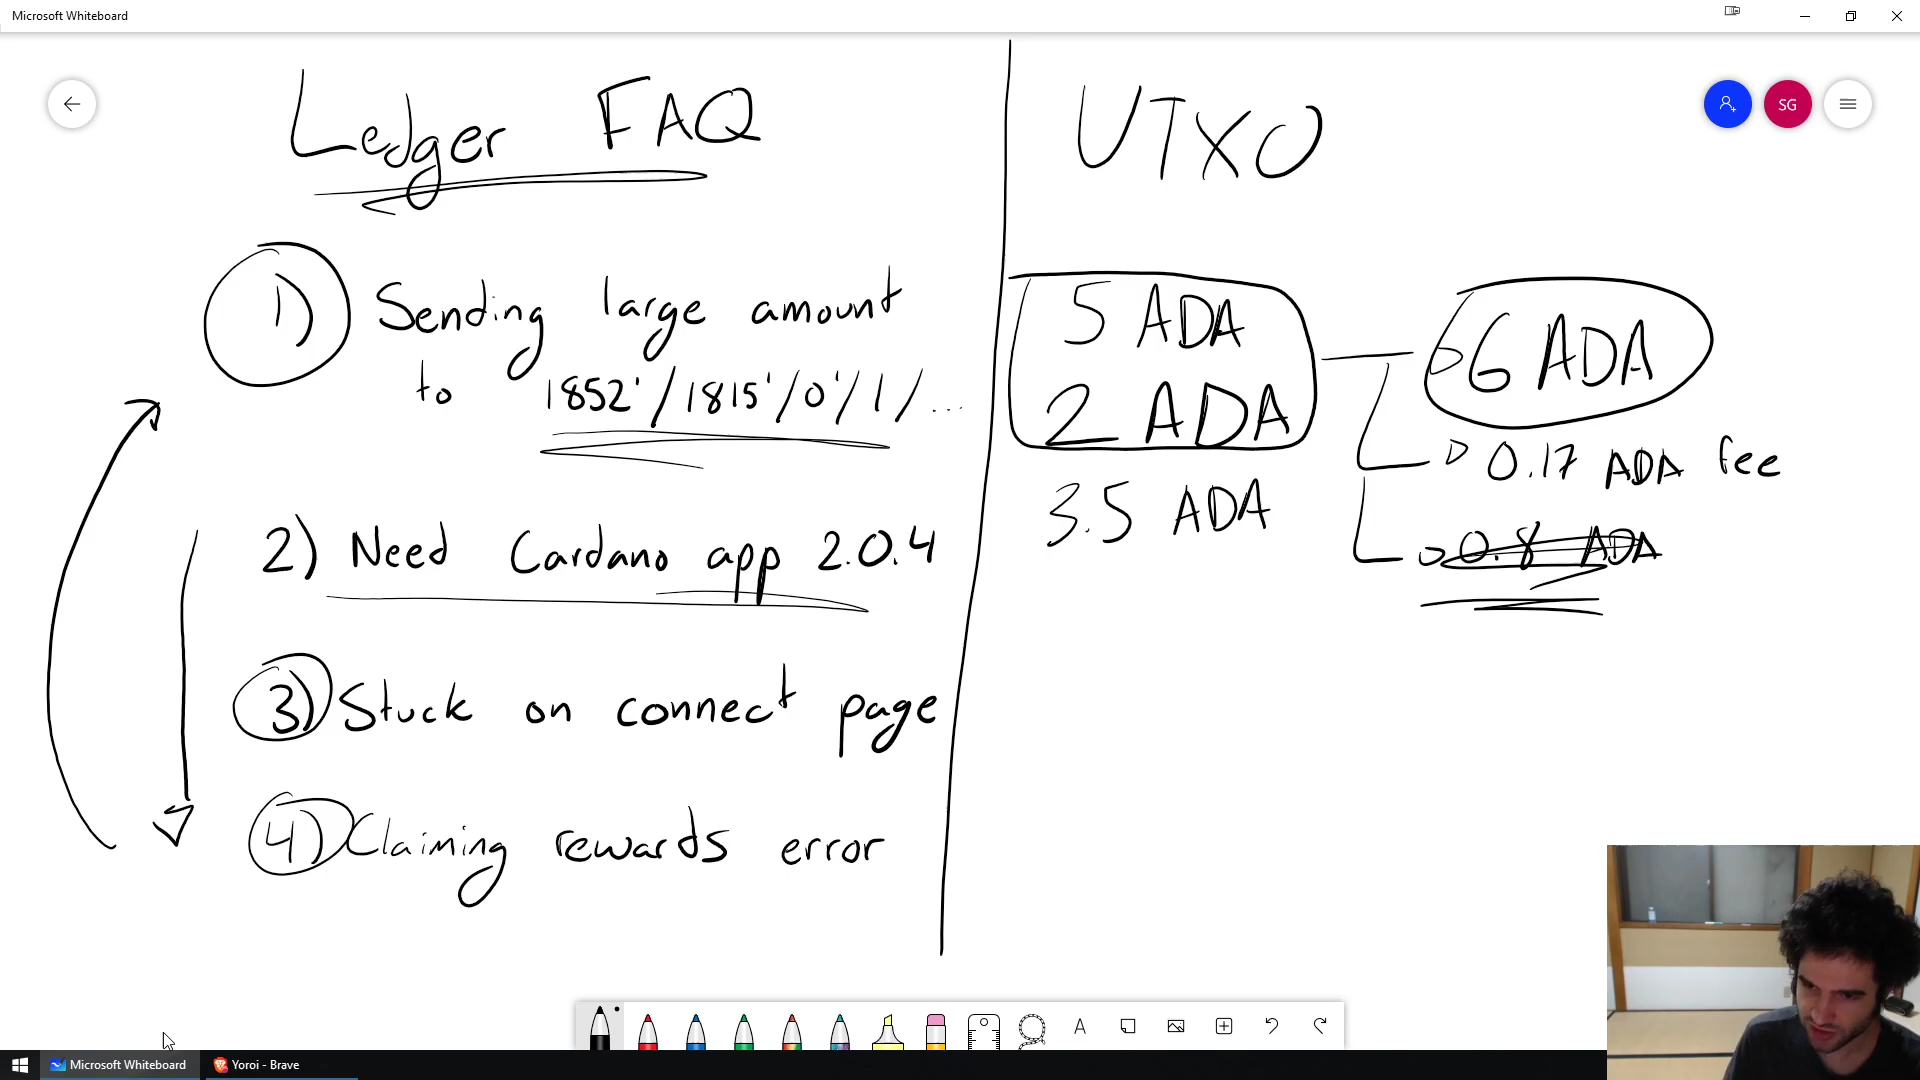 Microsoft Whiteboard
SG
Ledger FAQ
1) Sending large amount
to 1852'/1815'/0'/1/...
2) Need Cardano app 2.0.4
3) Stuck on connect page
4) Claiming rewards error
UTXO
5 ADA
2 ADA
3.5 ADA
6 ADA
0.17 ADA fee
0.8 ADA
A
Microsoft Whiteboard
Yoroi - Brave